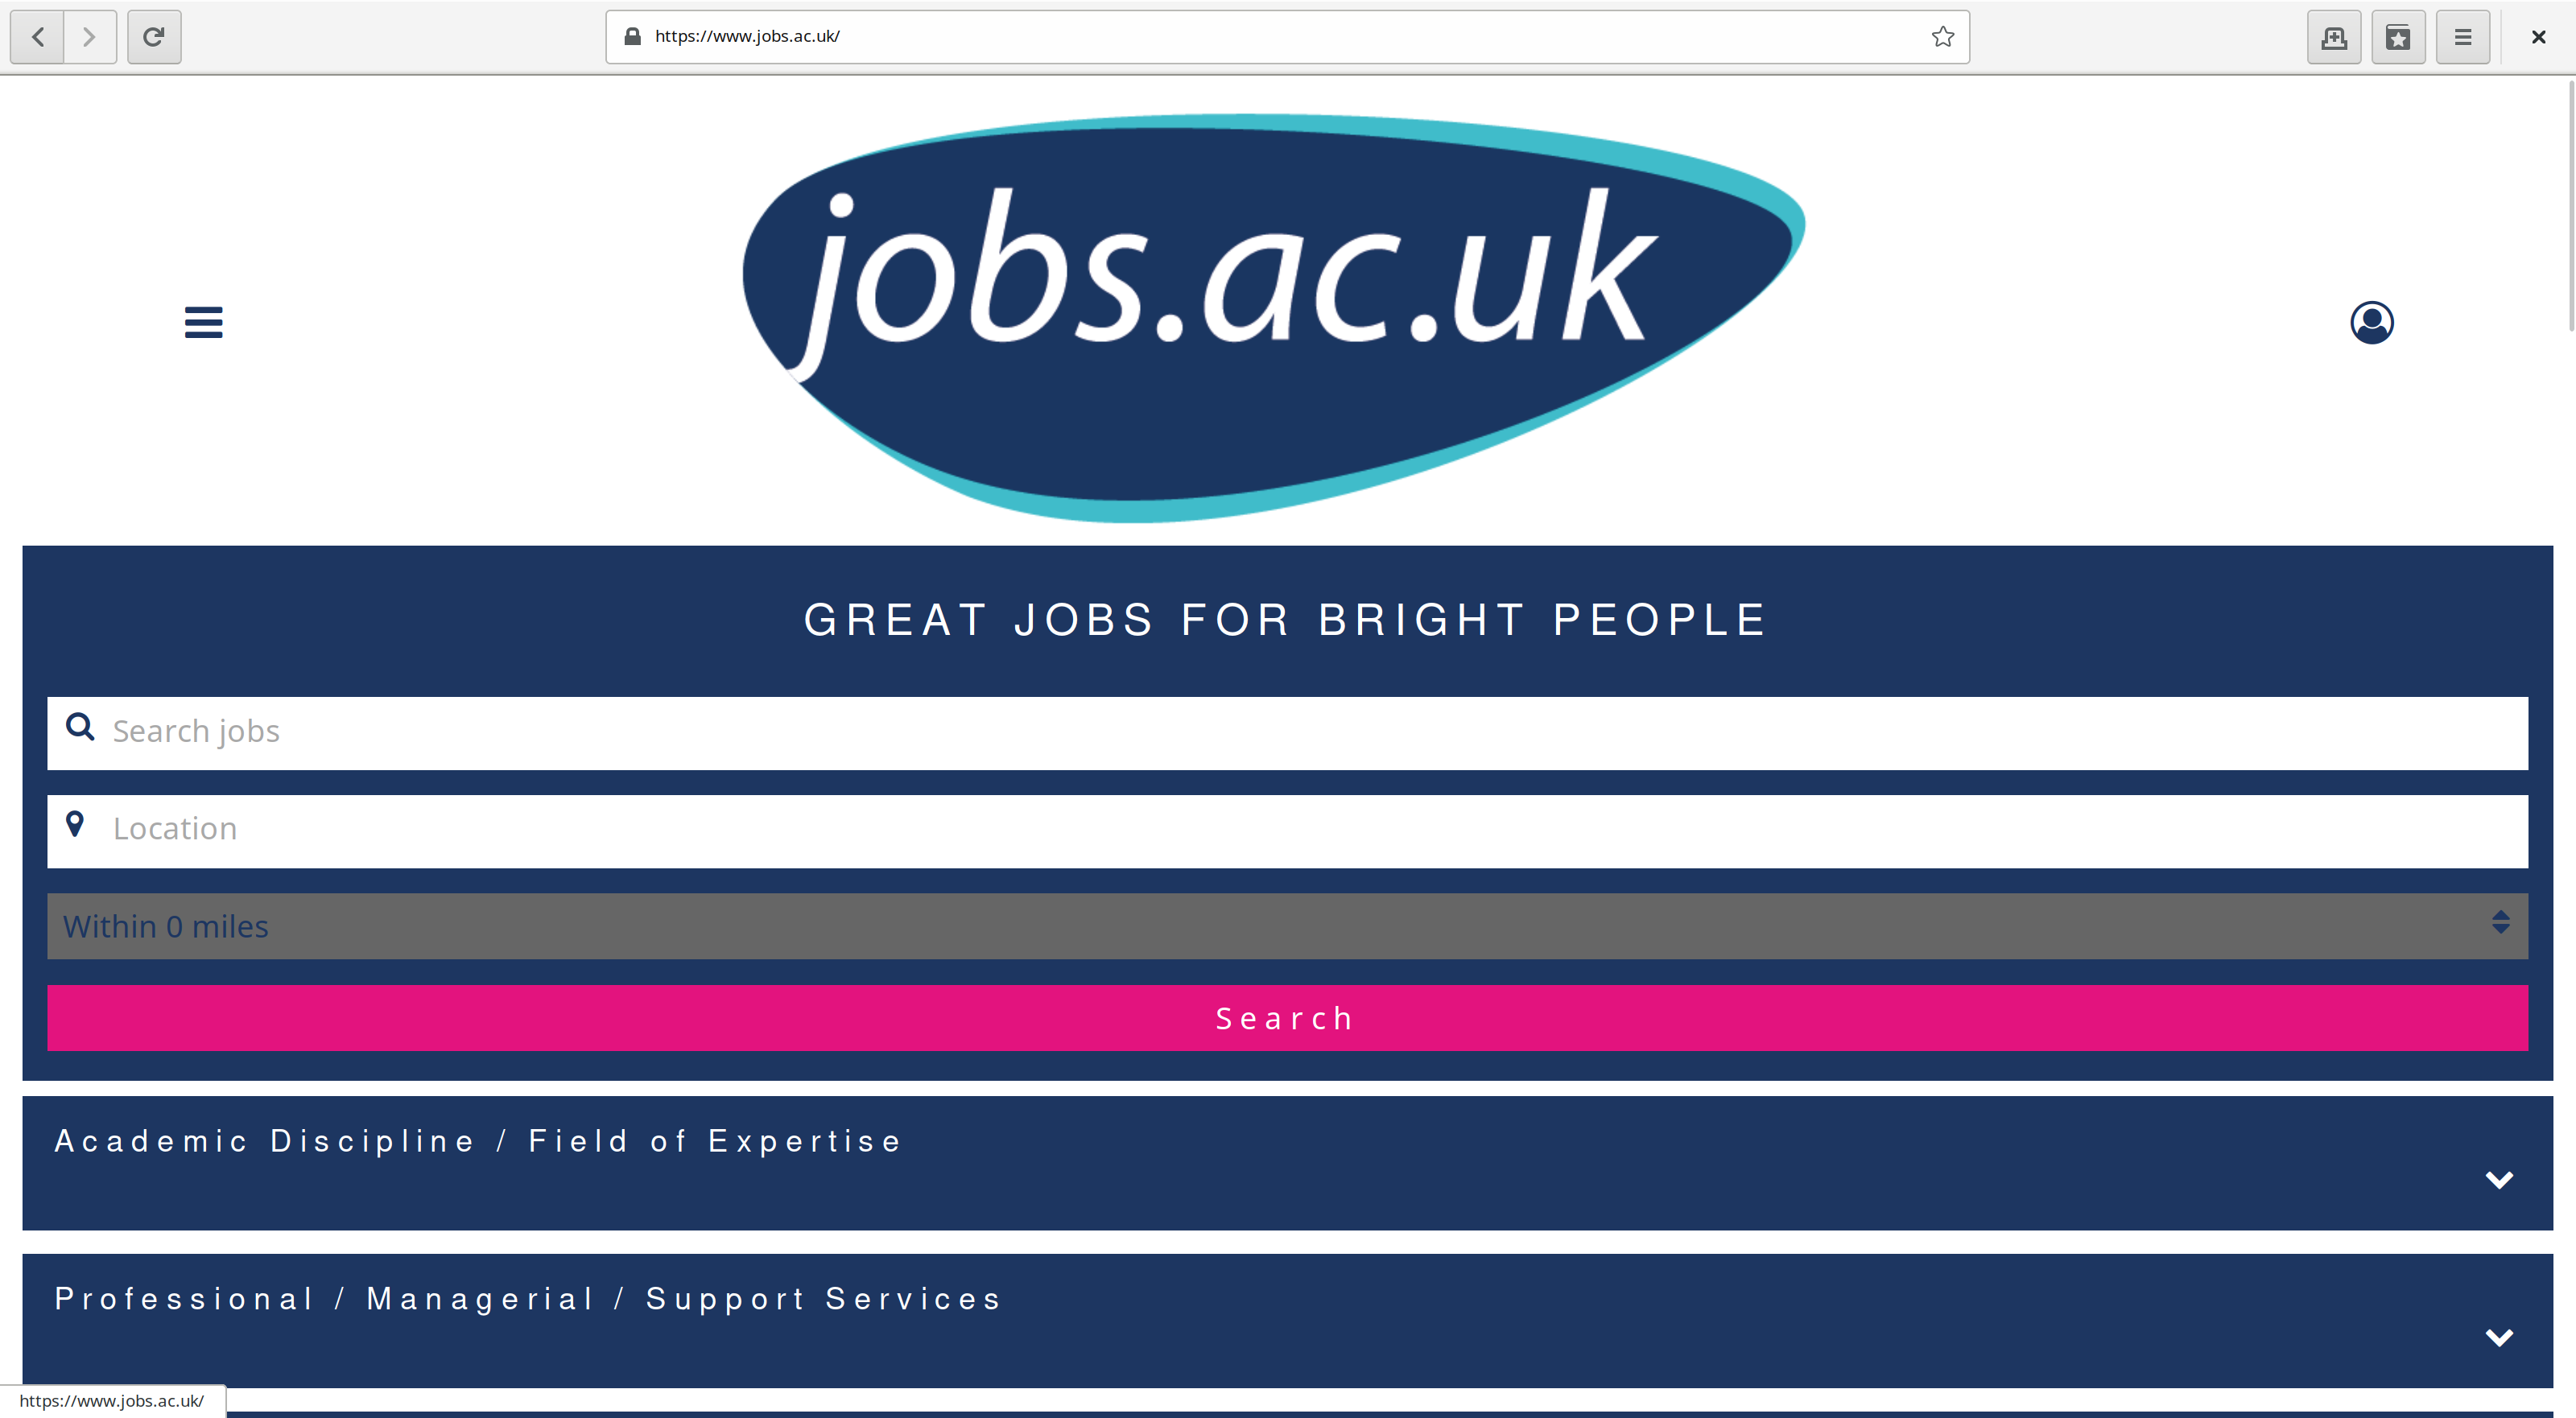 https://www.jobs.ac.uk/
jobs.ac.uk
GREAT JOBS FOR BRIGHT PEOPLE
Search jobs
Location
Within 0 miles
Search
Academic Discipline / Field of Expertise
Professional / Managerial / Support Services
https://www.jobs.ac.uk/